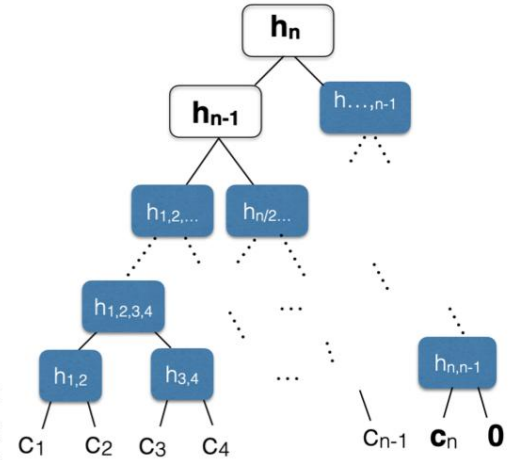 hₙ
hₙ₋₁
h…,ₙ₋₁
h₁,₂,…
hₙ/₂…
h₁,₂,₃,₄
h₁,₂
h₃,₄
…
…
hₙ,ₙ₋₁
C₁ C₂ C₃ C₄ Cₙ₋₁ cₙ 0